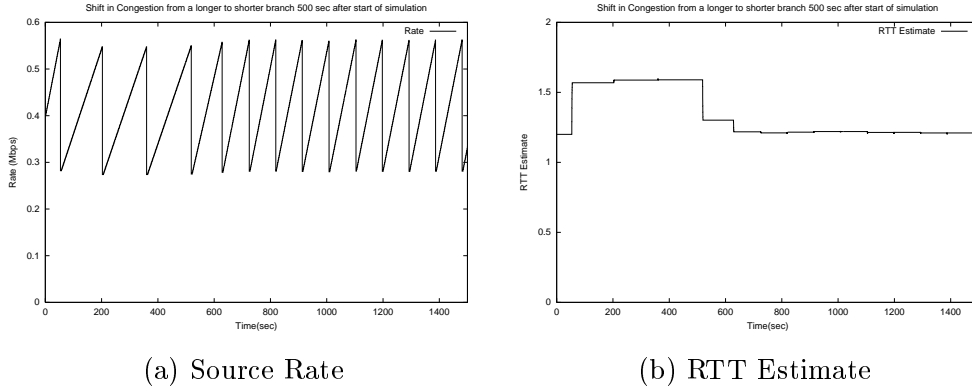 Shift in Congestion from a longer to shorter branch 500 sec after start of simulation
Rate
0.6
0.5
0.4
0.3
0.2
0.1
0
Rate (Mbps)
0 200 400 600 800 1000 1200 1400
Time(sec)
(a) Source Rate
Shift in Congestion from a longer to shorter branch 500 sec after start of simulation
RTT Estimate
2
1.5
1
0.5
0
RTT Estimate
0 200 400 600 800 1000 1200 1400
Time(sec)
(b) RTT Estimate